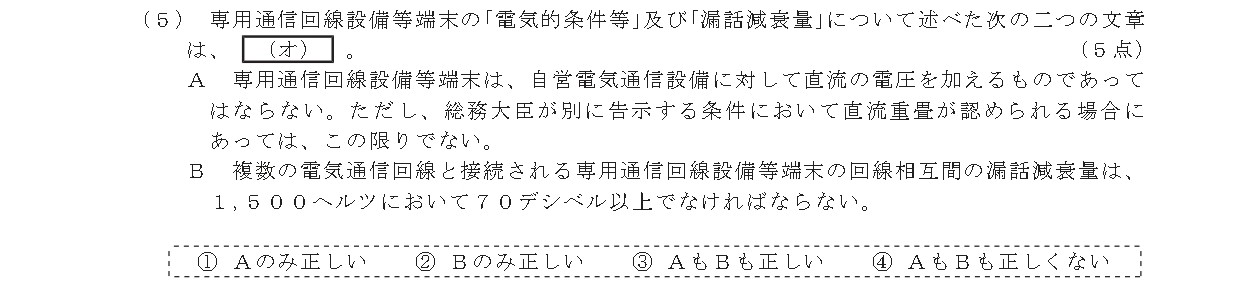 (５) 専用通信回線設備等端末の｢電気的条件等｣及び｢漏話減衰量｣について述べた次の二つの文章
は、 (オ) 。 (５点)
Ａ 専用通信回線設備等端末は、自営電気通信設備に対して直流の電圧を加えるものであって
はならない。ただし、総務大臣が別に告示する条件において直流重畳が認められる場合に
あっては、この限りでない。
Ｂ 複数の電気通信回線と接続される専用通信回線設備等端末の回線相互間の漏話減衰量は、
１,５００ヘルツにおいて７０デシベル以上でなければならない。
① Ａのみ正しい ② Ｂのみ正しい ③ ＡもＢも正しい ④ ＡもＢも正しくない